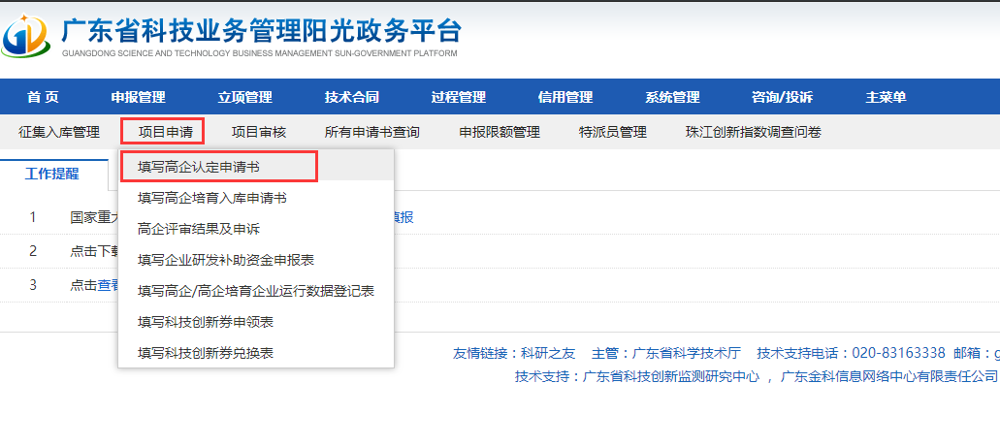 广东省科技业务管理阳光政务平台
GUANGDONG SCIENCE AND TECHNOLOGY BUSINESS MANAGEMENT SUN-GOVERNMENT PLATFORM
首 页 申报管理 立项管理 技术合同 过程管理 信用管理 系统管理 咨询/投诉 主菜单
征集入库管理 项目申请 项目审核 所有申请书查询 申报限额管理 特派员管理 珠江创新指数调查问卷
工作提醒
填写高企认定申请书
填写高企培育入库申请书
高企评审结果及申诉
填写企业研发补助资金申报表
填写高企/高企培育企业运行数据登记表
填写科技创新券申领表
填写科技创新券兑换表
1 国家重大 填报
2 点击下载
3 点击查看
友情链接：科研之友 主管：广东省科学技术厅 技术支持电话：020-83163338 邮箱：g
技术支持：广东省科技创新监测研究中心 ，广东金科信息网络中心有限责任公司